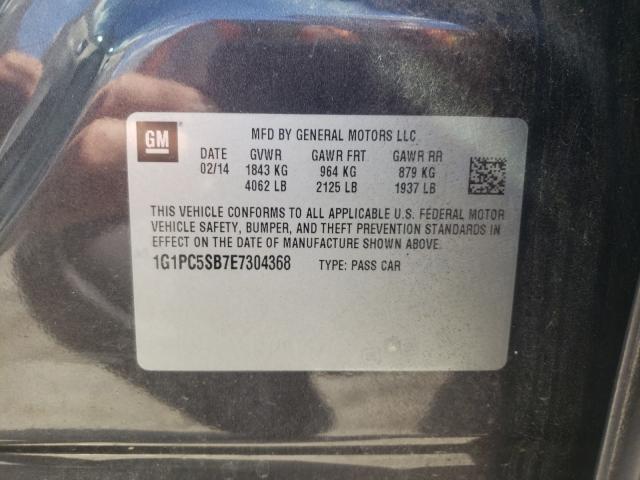 GM
MFD BY GENERAL MOTORS LLC
DATE GVWR GAWR FRT GAWR RR
02/14 1843 KG 964 KG 879 KG
4062 LB 2125 LB 1937 LB
THIS VEHICLE CONFORMS TO ALL APPLICABLE U.S. FEDERAL MOTOR
VEHICLE SAFETY, BUMPER, AND THEFT PREVENTION STANDARDS IN
EFFECT ON THE DATE OF MANUFACTURE SHOWN ABOVE.
1G1PC5SB7E7304368 TYPE: PASS CAR